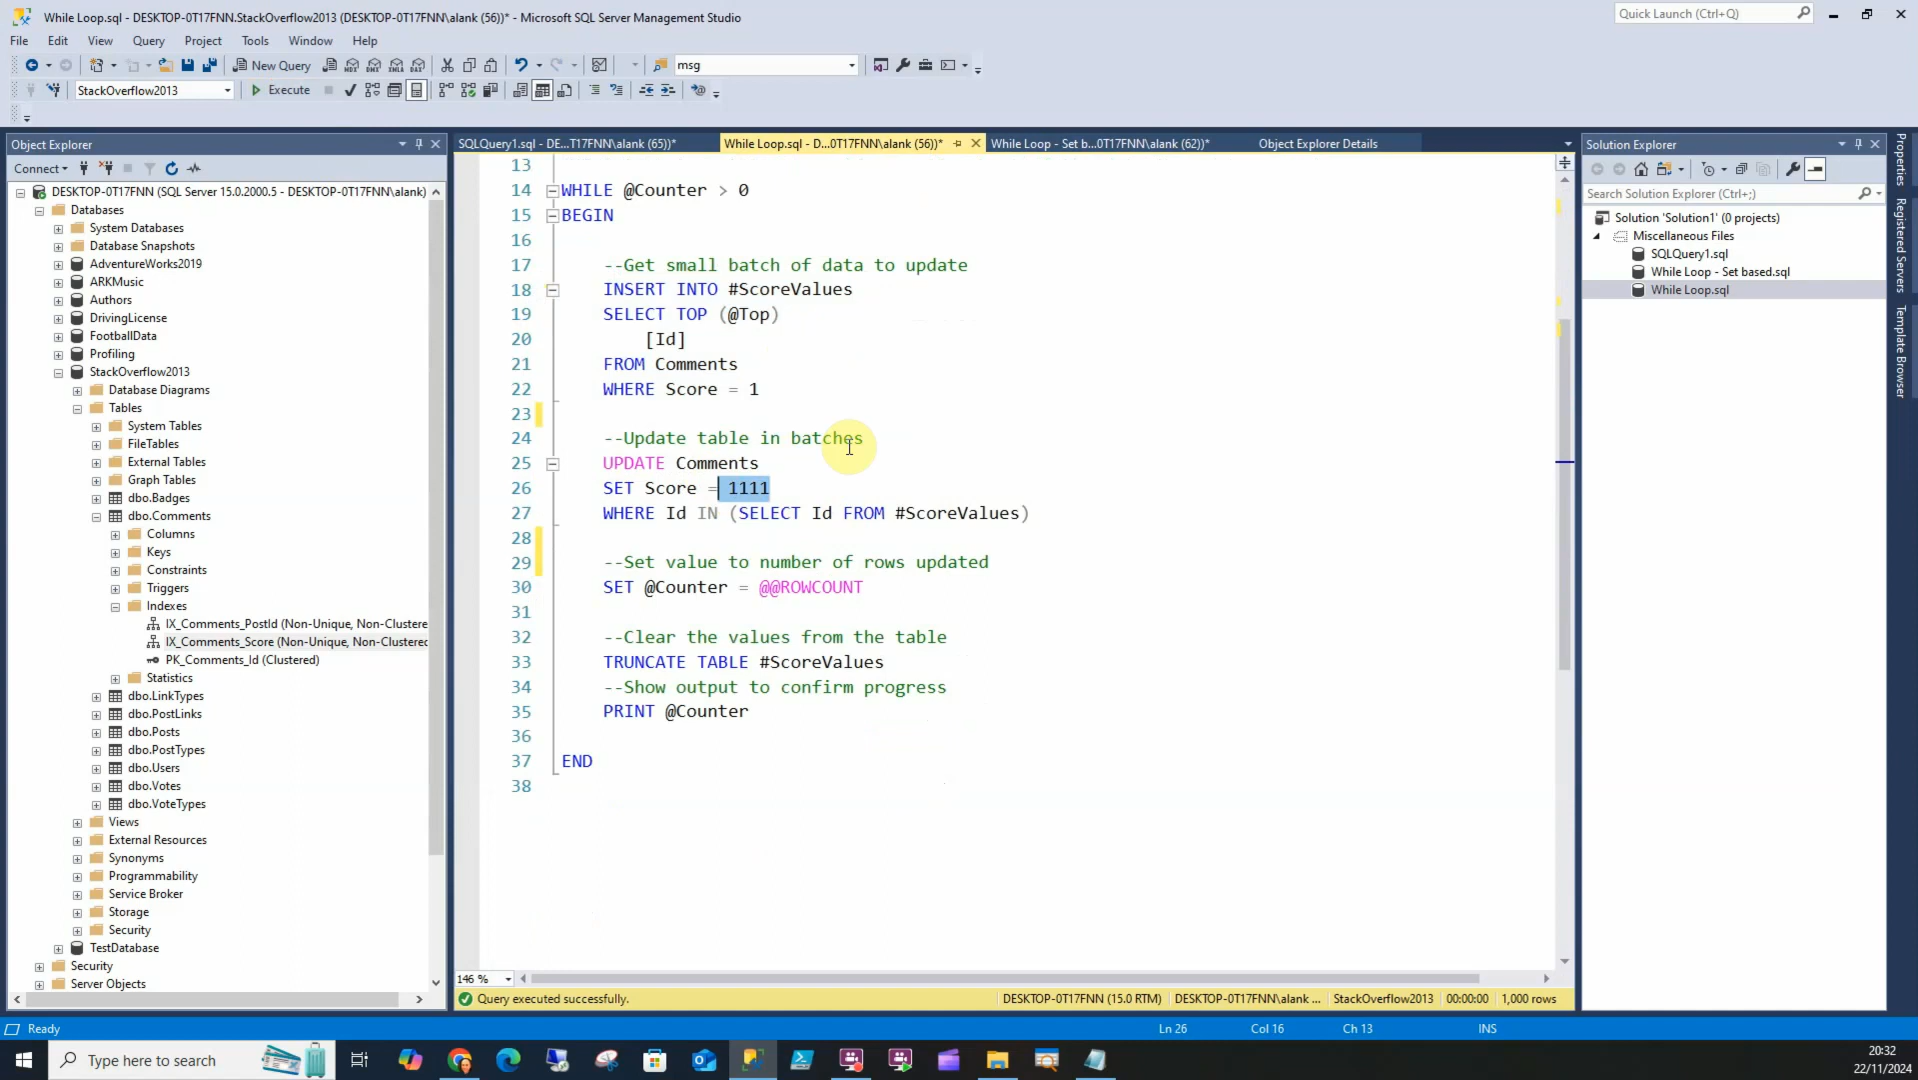 While Loop.sql - DESKTOP-0T17FNN.StackOverflow2013 (DESKTOP-0T17FNN\alank (56))* - Microsoft SQL Server Management Studio
Quick Launch (Ctrl+Q)
File Edit View Query Project Tools Window Help
New Query
msg
StackOverflow2013
Execute
Object Explorer
Connect
DESKTOP-0T17FNN (SQL Server 15.0.2000.5 - DESKTOP-0T17FNN\alank)
Databases
System Databases
Database Snapshots
AdventureWorks2019
ARKMusic
Authors
DrivingLicense
FootballData
Profiling
StackOverflow2013
Database Diagrams
Tables
System Tables
FileTables
External Tables
Graph Tables
dbo.Badges
dbo.Comments
Columns
Keys
Constraints
Triggers
Indexes
IX_Comments_PostId (Non-Unique, Non-Clustere
IX_Comments_Score (Non-Unique, Non-Clustered
PK_Comments_Id (Clustered)
Statistics
dbo.LinkTypes
dbo.PostLinks
dbo.Posts
dbo.PostTypes
dbo.Users
dbo.Votes
dbo.VoteTypes
Views
External Resources
Synonyms
Programmability
Service Broker
Storage
Security
TestDatabase
Security
Server Objects
SQLQuery1.sql - DE...T17FNN\alank (65))*
While Loop.sql - D...0T17FNN\alank (56))*
While Loop - Set b...0T17FNN\alank (62))*
Object Explorer Details
13
14 WHILE @Counter > 0
15 BEGIN
16
17 --Get small batch of data to update
18 INSERT INTO #ScoreValues
19 SELECT TOP (@Top)
20 [Id]
21 FROM Comments
22 WHERE Score = 1
23
24 --Update table in batches
25 UPDATE Comments
26 SET Score = 1111
27 WHERE Id IN (SELECT Id FROM #ScoreValues)
28
29 --Set value to number of rows updated
30 SET @Counter = @@ROWCOUNT
31
32 --Clear the values from the table
33 TRUNCATE TABLE #ScoreValues
34 --Show output to confirm progress
35 PRINT @Counter
36
37 END
38
146 %
Query executed successfully.
DESKTOP-0T17FNN (15.0 RTM) DESKTOP-0T17FNN\alank ... StackOverflow2013 00:00:00 1,000 rows
Solution Explorer
Search Solution Explorer (Ctrl+;)
Solution 'Solution1' (0 projects)
Miscellaneous Files
SQLQuery1.sql
While Loop - Set based.sql
While Loop.sql
Properties
Registered Servers
Template Browser
Ready
Ln 26 Col 16 Ch 13 INS
Type here to search
20:32
22/11/2024